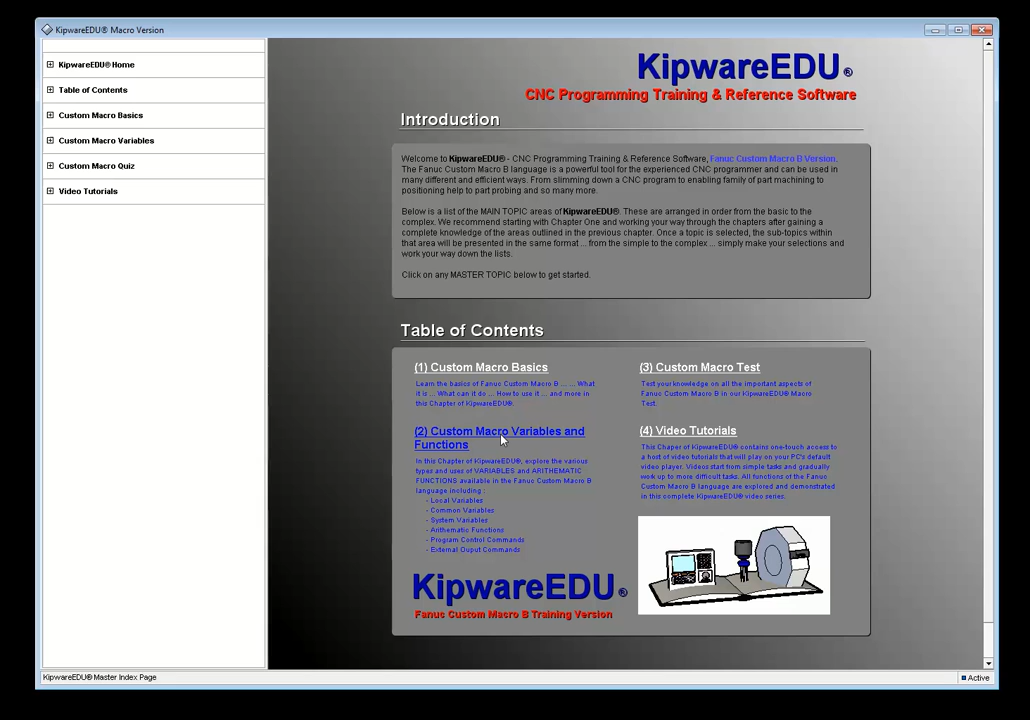 KipwareEDU® Macro Version
KipwareEDU® Home
Table of Contents
Custom Macro Basics
Custom Macro Variables
Custom Macro Quiz
Video Tutorials
KipwareEDU®
CNC Programming Training & Reference Software
Introduction
Welcome to KipwareEDU® - CNC Programming Training & Reference Software, Fanuc Custom Macro B Version.
The Fanuc Custom Macro B language is a powerful tool for the experienced CNC programmer and can be used in
many different and efficient ways. From slimming down a CNC program to enabling family of part machining to
positioning help to part probing and so many more.
Below is a list of the MAIN TOPIC areas of KipwareEDU®. These are arranged in order from the basic to the
complex. We recommend starting with Chapter One and working your way through the chapters after gaining a
complete knowledge of the areas outlined in the previous chapter. Once a topic is selected, the sub-topics within
that area will be presented in the same format ... from the simple to the complex ... simply make your selections and
work your way down the lists.
Click on any MASTER TOPIC below to get started.
Table of Contents
(1) Custom Macro Basics
Learn the basics of Fanuc Custom Macro B ... ... What
it is ... What can it do ... How to use it ... and more in
this Chapter of KipwareEDU®.
(2) Custom Macro Variables and
Functions
In this Chapter of KipwareEDU®, explore the various
types and uses of VARIABLES and ARITHEMATIC
FUNCTIONS available in the Fanuc Custom Macro B
language including :
- Local Variables
- Common Variables
- System Variables
- Arithematic Functions
- Program Control Commands
- External Ouput Commands
KipwareEDU®
Fanuc Custom Macro B Training Version
(3) Custom Macro Test
Test your knowledge on all the important aspects of
Fanuc Custom Macro B in our KipwareEDU® Macro
Test.
(4) Video Tutorials
This Chaper of KipwareEDU® contains one-touch access to
a host of video tutorials that will play on your PC's default
video player. Videos start from simple tasks and gradually
work up to more difficult tasks. All functions of the Fanuc
Custom Macro B language are explored and demonstrated
in this complete KipwareEDU® video series.
KipwareEDU® Master Index Page
Active